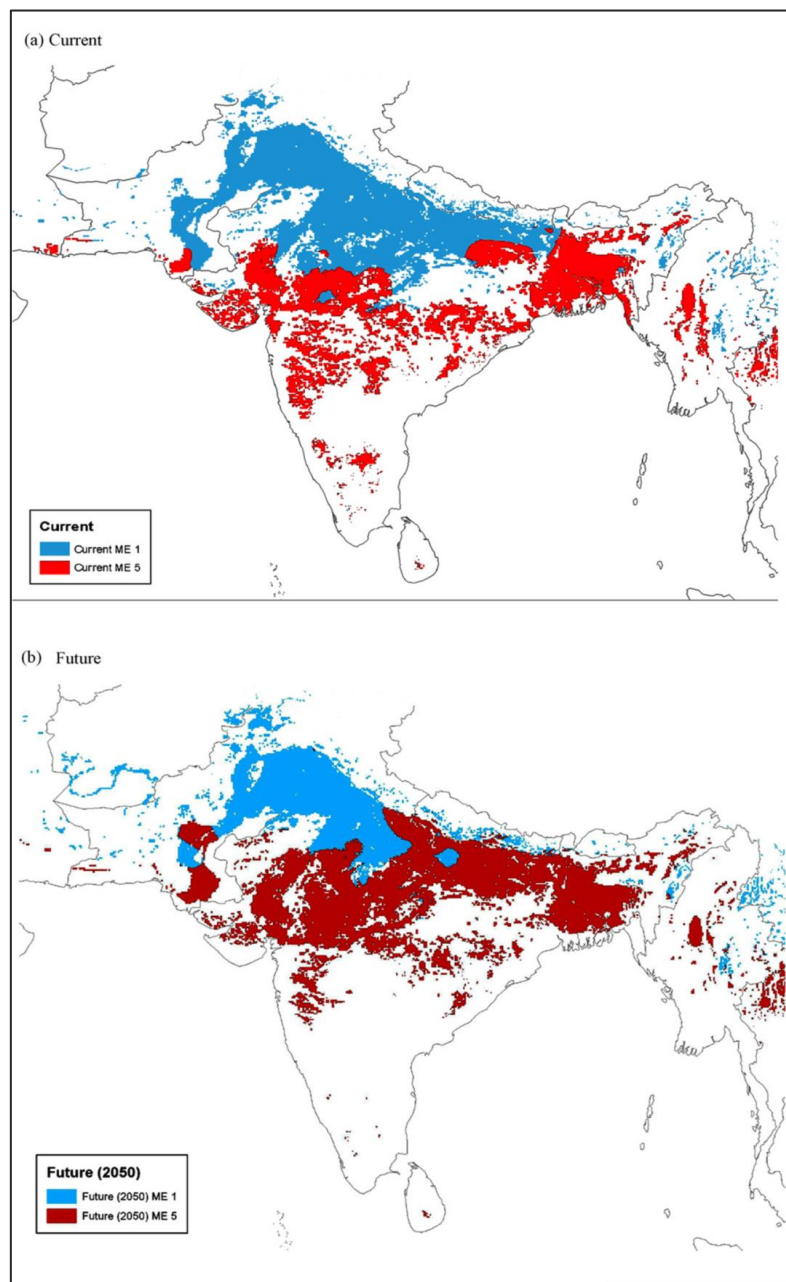 (a) Current
Current
Current ME 1
Current ME 5
(b) Future
Future (2050)
Future (2050) ME 1
Future (2050) ME 5